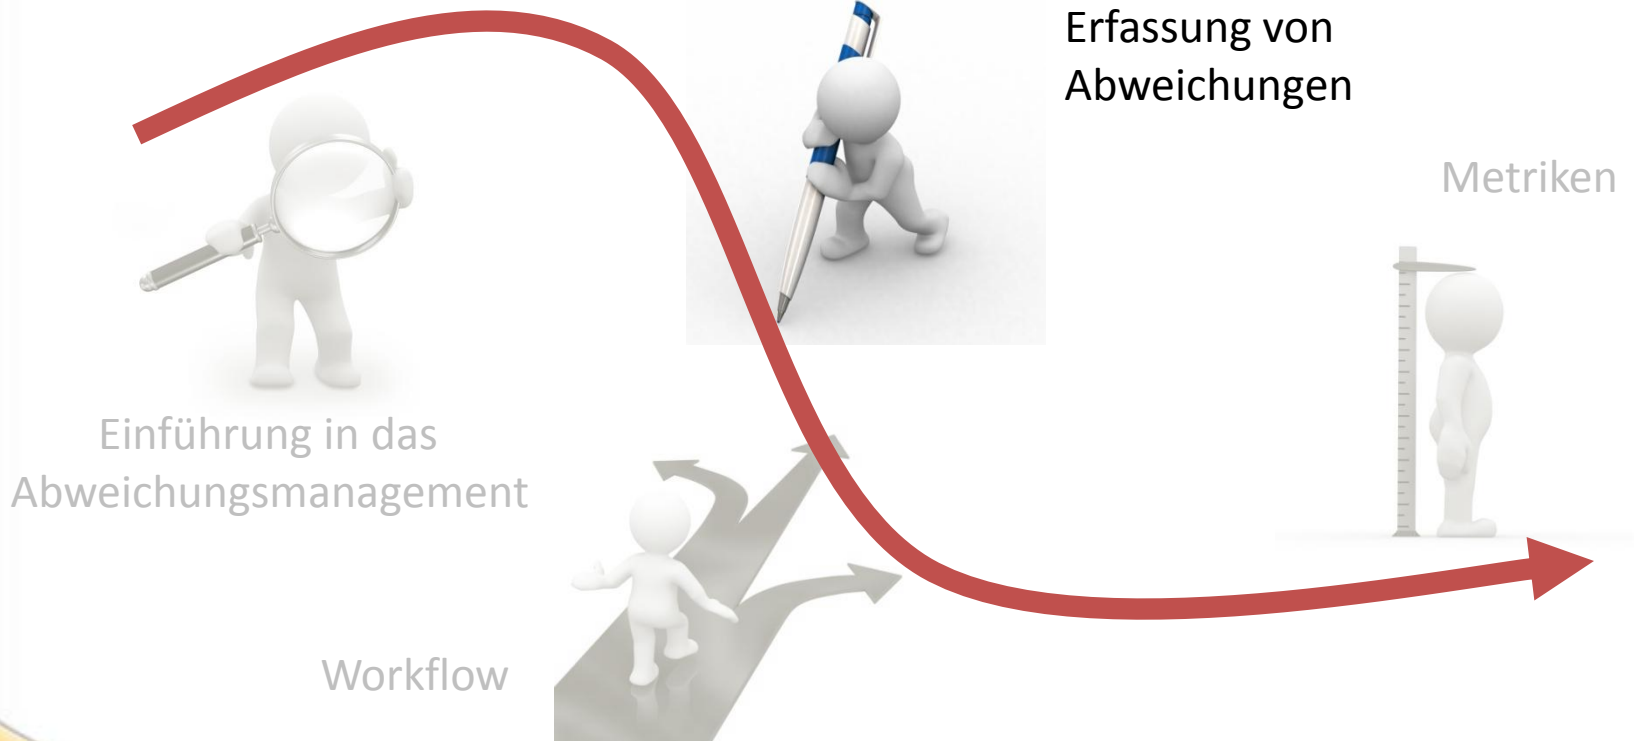 Erfassung von
Abweichungen
Metriken
Einführung in das
Abweichungsmanagement
Workflow